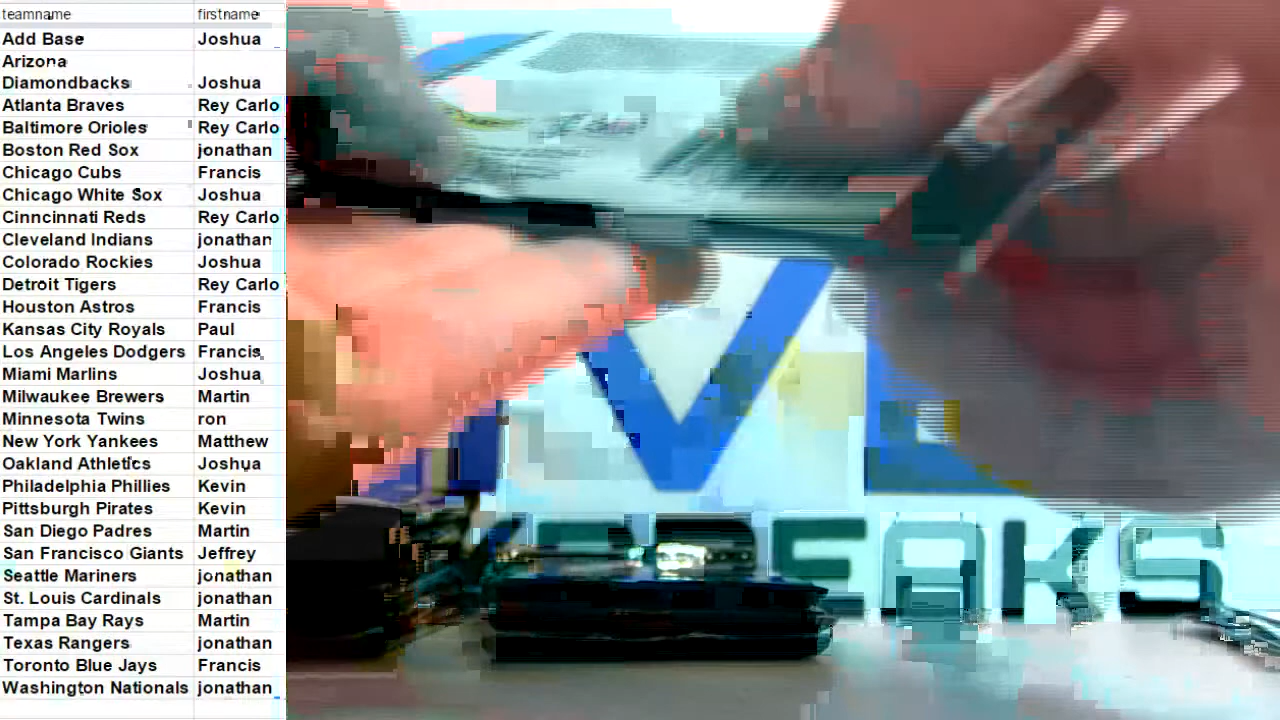 teamname firstname
Add Base Joshua
Arizona
Diamondbacks Joshua
Atlanta Braves Rey Carlo
Baltimore Orioles Rey Carlo
Boston Red Sox jonathan
Chicago Cubs Francis
Chicago White Sox Joshua
Cinncinnati Reds Rey Carlo
Cleveland Indians jonathan
Colorado Rockies Joshua
Detroit Tigers Rey Carlo
Houston Astros Francis
Kansas City Royals Paul
Los Angeles Dodgers Francis
Miami Marlins Joshua
Milwaukee Brewers Martin
Minnesota Twins ron
New York Yankees Matthew
Oakland Athletics Joshua
Philadelphia Phillies Kevin
Pittsburgh Pirates Kevin
San Diego Padres Martin
San Francisco Giants Jeffrey
Seattle Mariners jonathan
St. Louis Cardinals jonathan
Tampa Bay Rays Martin
Texas Rangers jonathan
Toronto Blue Jays Francis
Washington Nationals jonathan